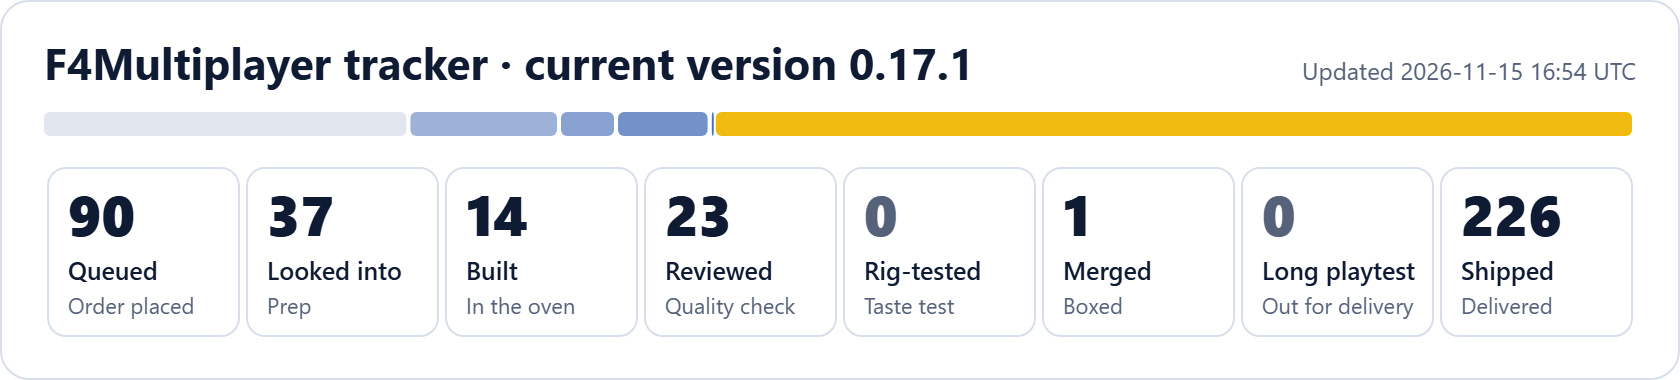 F4Multiplayer tracker · current version 0.17.1
Updated 2026-11-15 16:54 UTC
90
Queued
Order placed
37
Looked into
Prep
14
Built
In the oven
23
Reviewed
Quality check
0
Rig-tested
Taste test
1
Merged
Boxed
0
Long playtest
Out for delivery
226
Shipped
Delivered